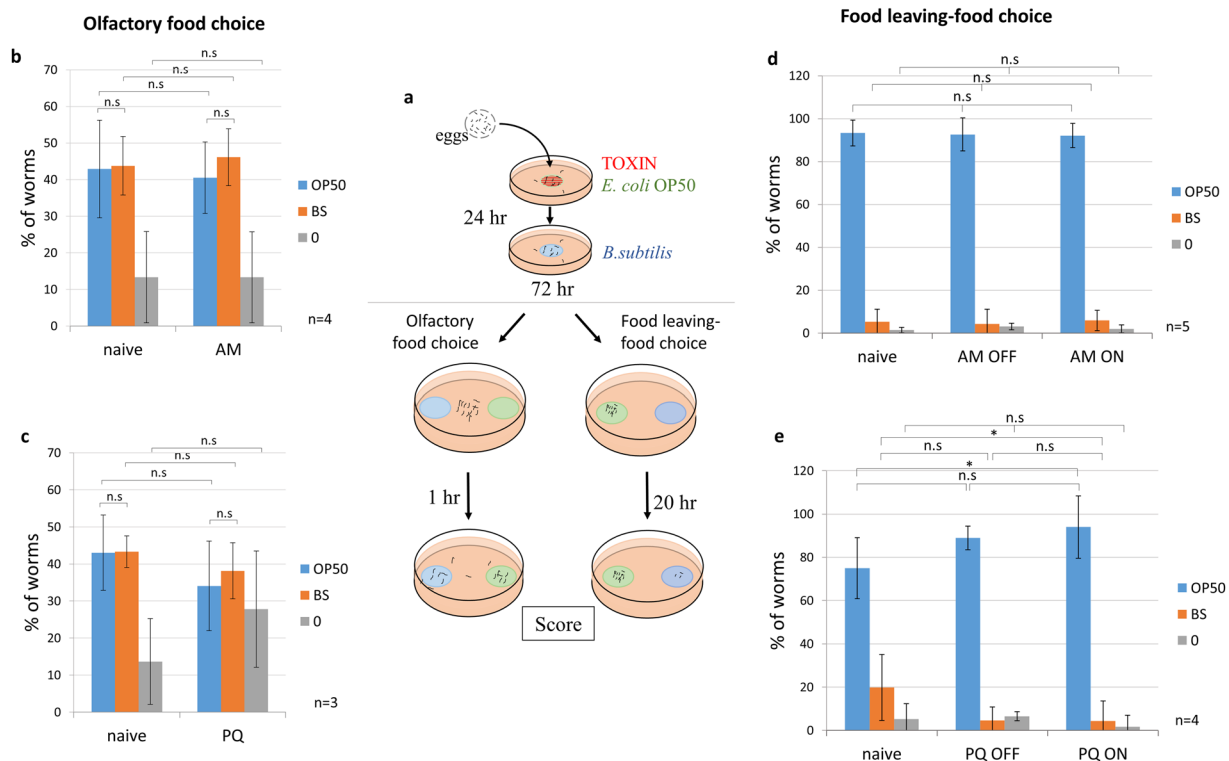 Olfactory food choice
b
n.s
n.s
n.s
n.s
n.s
70
60
50
40
30
20
10
0
% of worms
naive
AM
OP50
BS
0
n=4
c
n.s
n.s
n.s
n.s
n.s
70
60
50
40
30
20
10
0
% of worms
naive
PQ
OP50
BS
0
n=3
a
eggs
TOXIN
E. coli OP50
24 hr
B.subtilis
72 hr
Olfactory
food choice
Food leaving-
food choice
1 hr
20 hr
Score
Food leaving-food choice
d
n.s
n.s
n.s
120
100
80
60
40
20
0
% of worms
naive
AM OFF
AM ON
OP50
BS
0
n=5
e
n.s
*
n.s
n.s
*
n.s
120
100
80
60
40
20
0
% of worms
naive
PQ OFF
PQ ON
OP50
BS
0
n=4